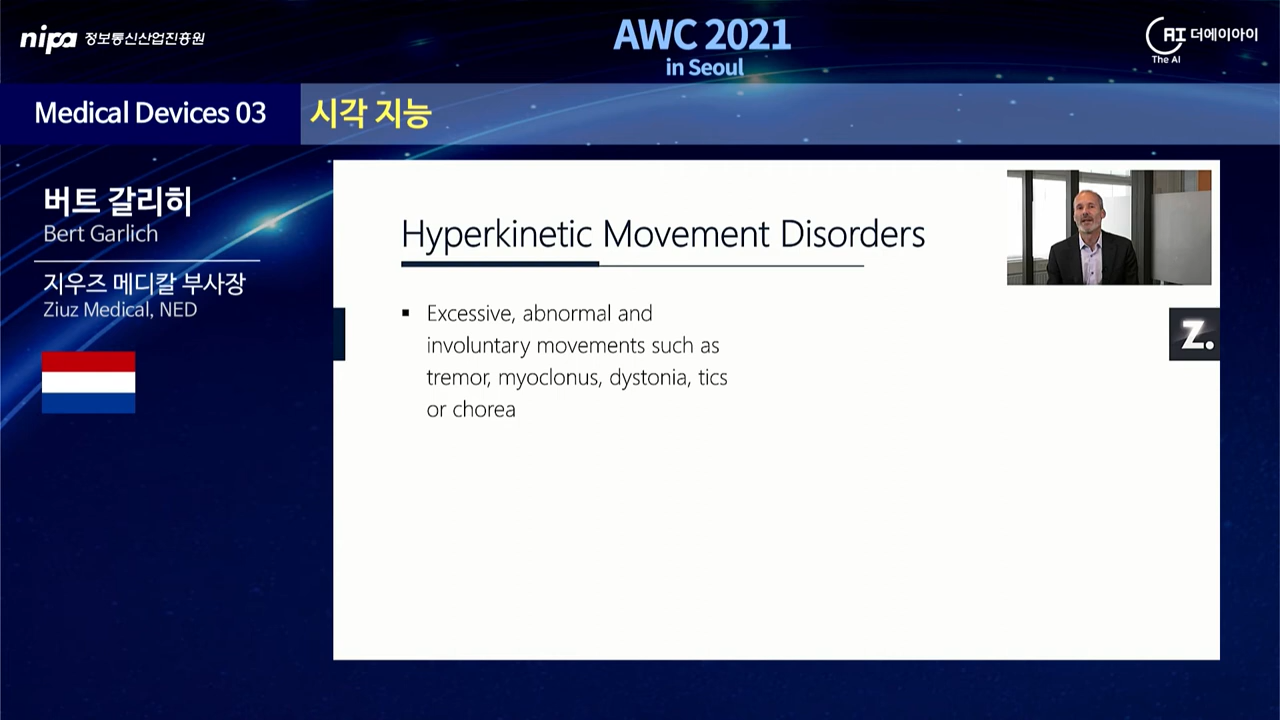 nipa 정보통신산업진흥원
AWC 2021
in Seoul
AI 더에이아이
The AI
Medical Devices 03
시각 지능
버트 갈리히
Bert Garlich
지우즈 메디칼 부사장
Ziuz Medical, NED
Hyperkinetic Movement Disorders
▪ Excessive, abnormal and
involuntary movements such as
tremor, myoclonus, dystonia, tics
or chorea
Z.